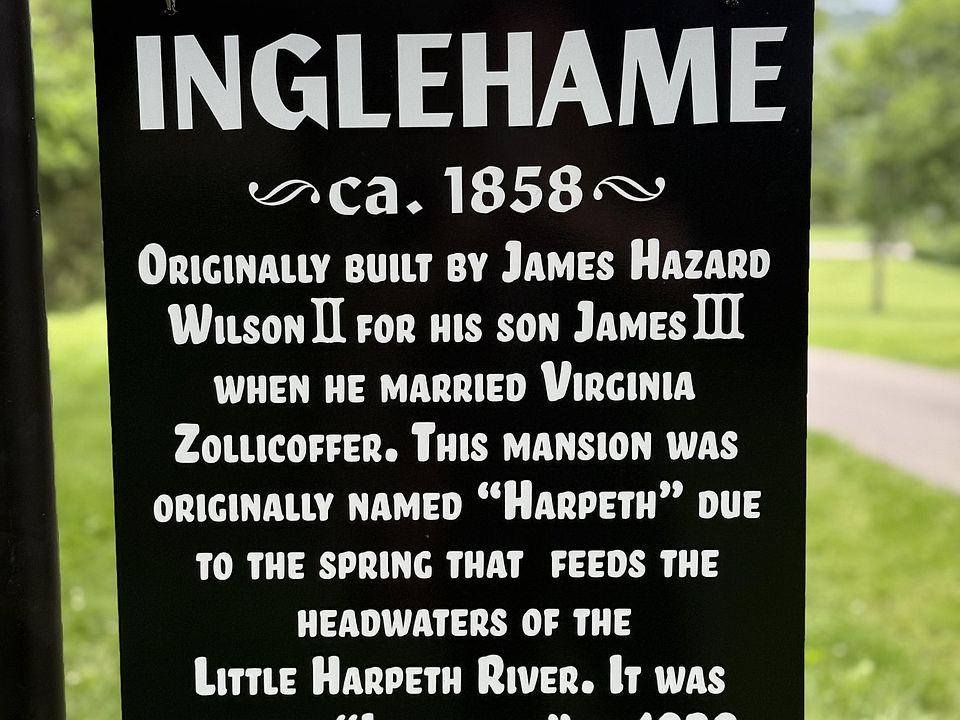 INGLEHAME
ca. 1858
ORIGINALLY BUILT BY JAMES HAZARD
WILSON II FOR HIS SON JAMES III
WHEN HE MARRIED VIRGINIA
ZOLLICOFFER. THIS MANSION WAS
ORIGINALLY NAMED “HARPETH” DUE
TO THE SPRING THAT FEEDS THE
HEADWATERS OF THE
LITTLE HARPETH RIVER. IT WAS